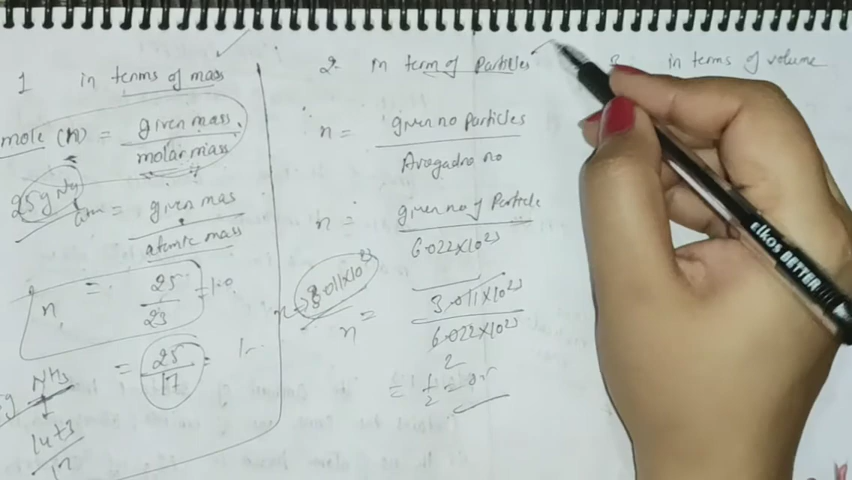 1 in terms of mass
mole (n) = given mass
molar mass
25g Na
= given mas
atomic mass
n = 25
23
= 25
17
NH3
14+3
17
2 in term of Particles
n = given no Particles
Avogadro no
n = given no of Particle
6.022×10²³
3.011×10²³
n = 3.011×10²³
6.022×10²³
2
= 1
2
in terms of volume
elkos BETTER